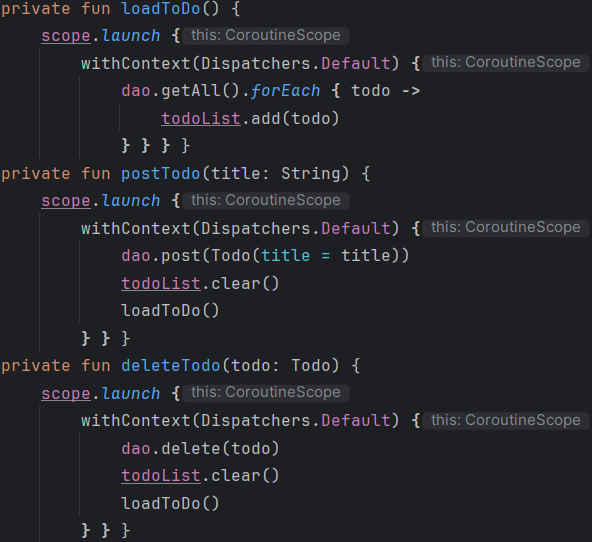 private fun loadToDo() {
    scope.launch { this: CoroutineScope
        withContext(Dispatchers.Default) { this: CoroutineScope
            dao.getAll().forEach { todo ->
                todoList.add(todo)
            } } } }
private fun postTodo(title: String) {
    scope.launch { this: CoroutineScope
        withContext(Dispatchers.Default) { this: CoroutineScope
            dao.post(Todo(title = title))
            todoList.clear()
            loadToDo()
        } } }
private fun deleteTodo(todo: Todo) {
    scope.launch { this: CoroutineScope
        withContext(Dispatchers.Default) { this: CoroutineScope
            dao.delete(todo)
            todoList.clear()
            loadToDo()
        } } }